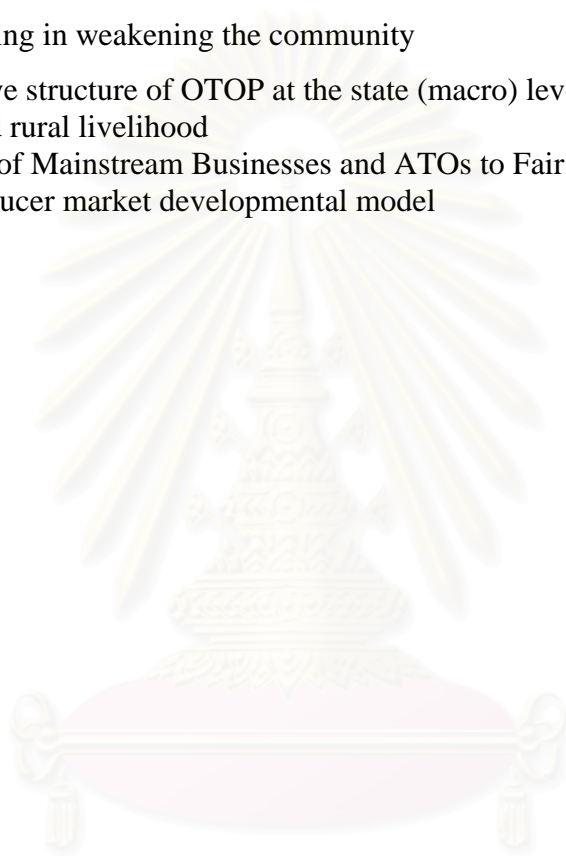 ing in weakening the community
ve structure of OTOP at the state (macro) lev
rural livelihood
of Mainstream Businesses and ATOs to Fair
ucer market developmental model